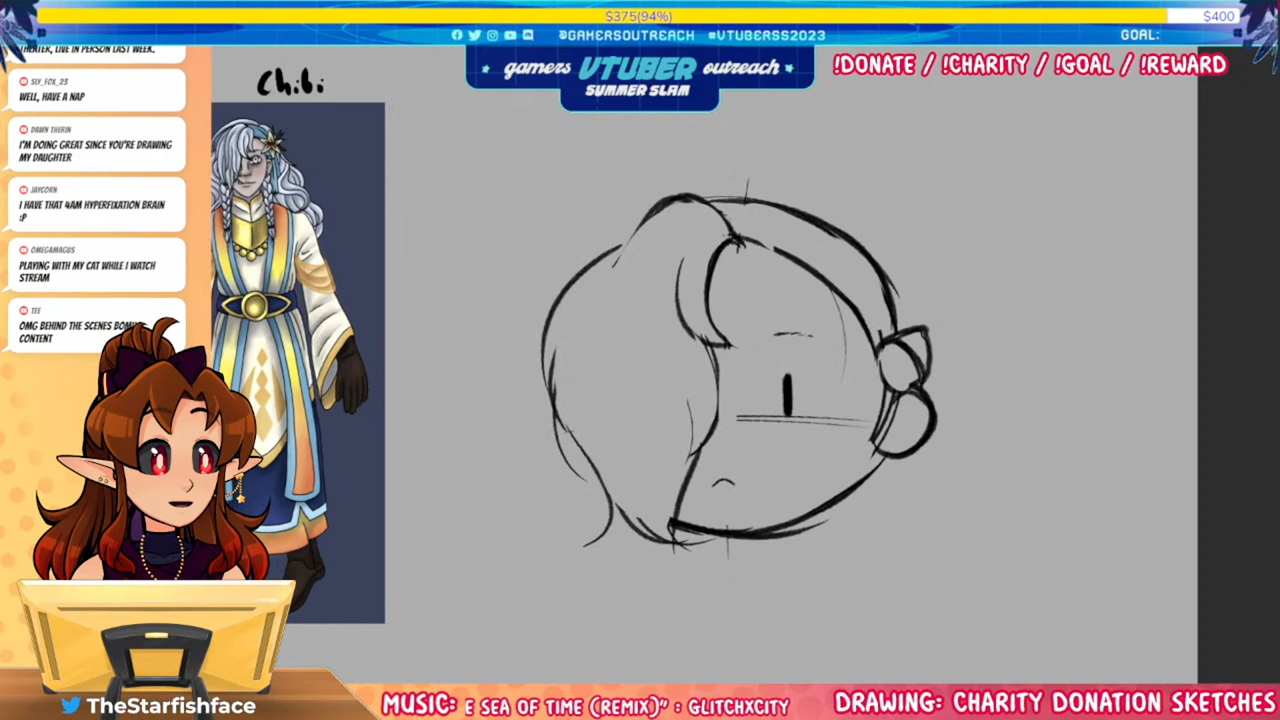 $375(94%)
$400
@GAMERSOUTREACH #VTUBERSS2023
GOAL:
gamers VTUBER outreach
SUMMER SLAM
!DONATE / !CHARITY / !GOAL / !REWARD
Chibi
THEATER, LIVE IN PERSON LAST WEEK.
SLY_FOX_23
WELL, HAVE A NAP
DAWN THERIN
I'M DOING GREAT SINCE YOU'RE DRAWING
MY DAUGHTER
JAYCORN
I HAVE THAT 4AM HYPERFIXATION BRAIN
:P
OMEGAMAGUS
PLAYING WITH MY CAT WHILE I WATCH
STREAM
TEE
OMG BEHIND THE SCENES
CONTENT
TheStarfishface
MUSIC: E SEA OF TIME (REMIX)" : GLITCHXCITY
DRAWING: CHARITY DONATION SKETCHES